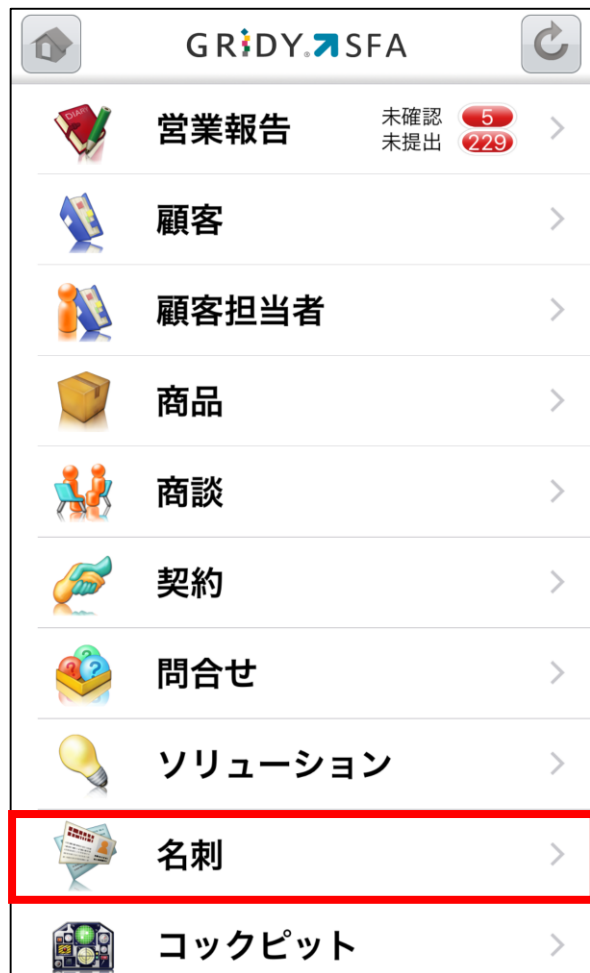 GRiDY. SFA
営業報告
未確認 5
未提出 229
顧客
顧客担当者
商品
商談
契約
問合せ
ソリューション
名刺
コックピット